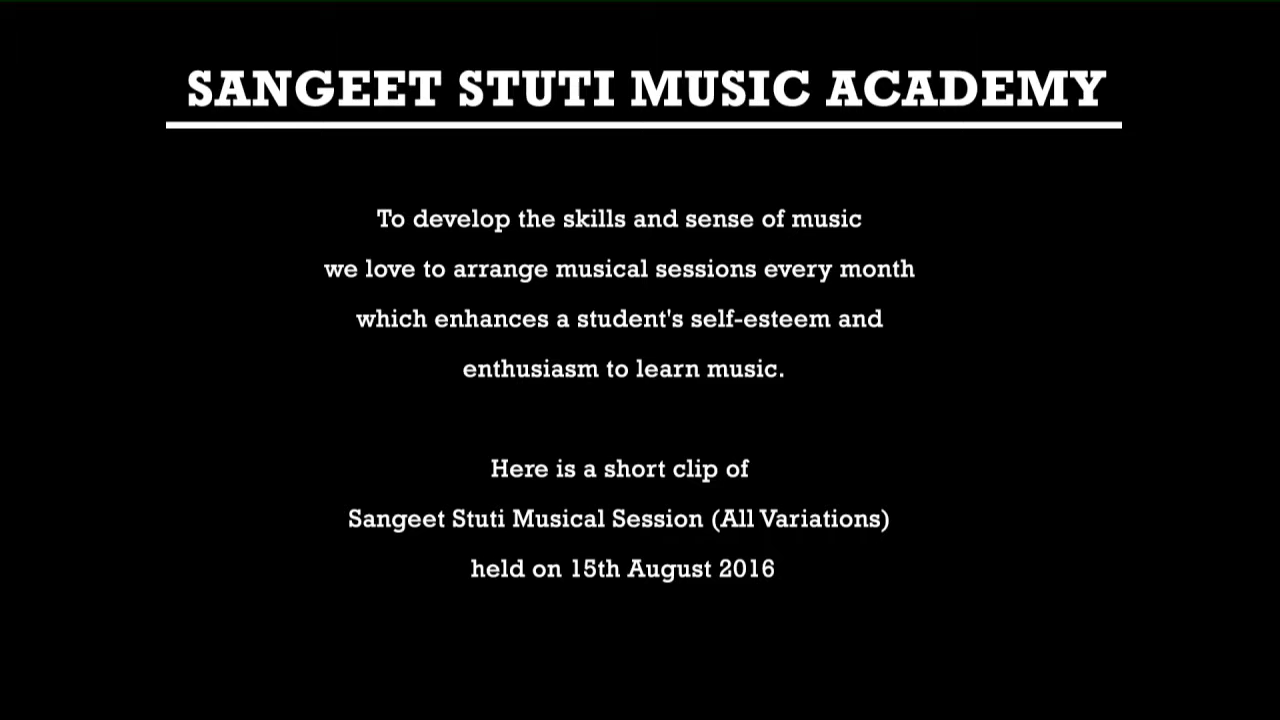 SANGEET STUTI MUSIC ACADEMY
To develop the skills and sense of music
we love to arrange musical sessions every month
which enhances a student's self-esteem and
enthusiasm to learn music.
Here is a short clip of
Sangeet Stuti Musical Session (All Variations)
held on 15th August 2016